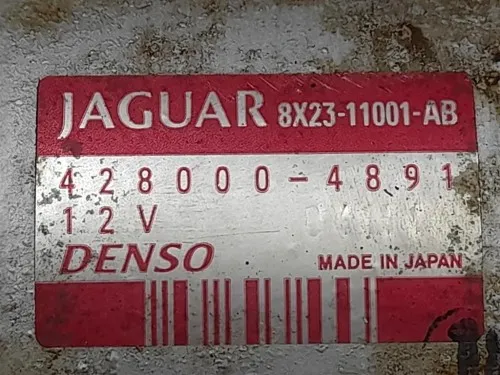 JAGUAR 8X23-11001-AB
428000-4891
12V
DENSO MADE IN JAPAN